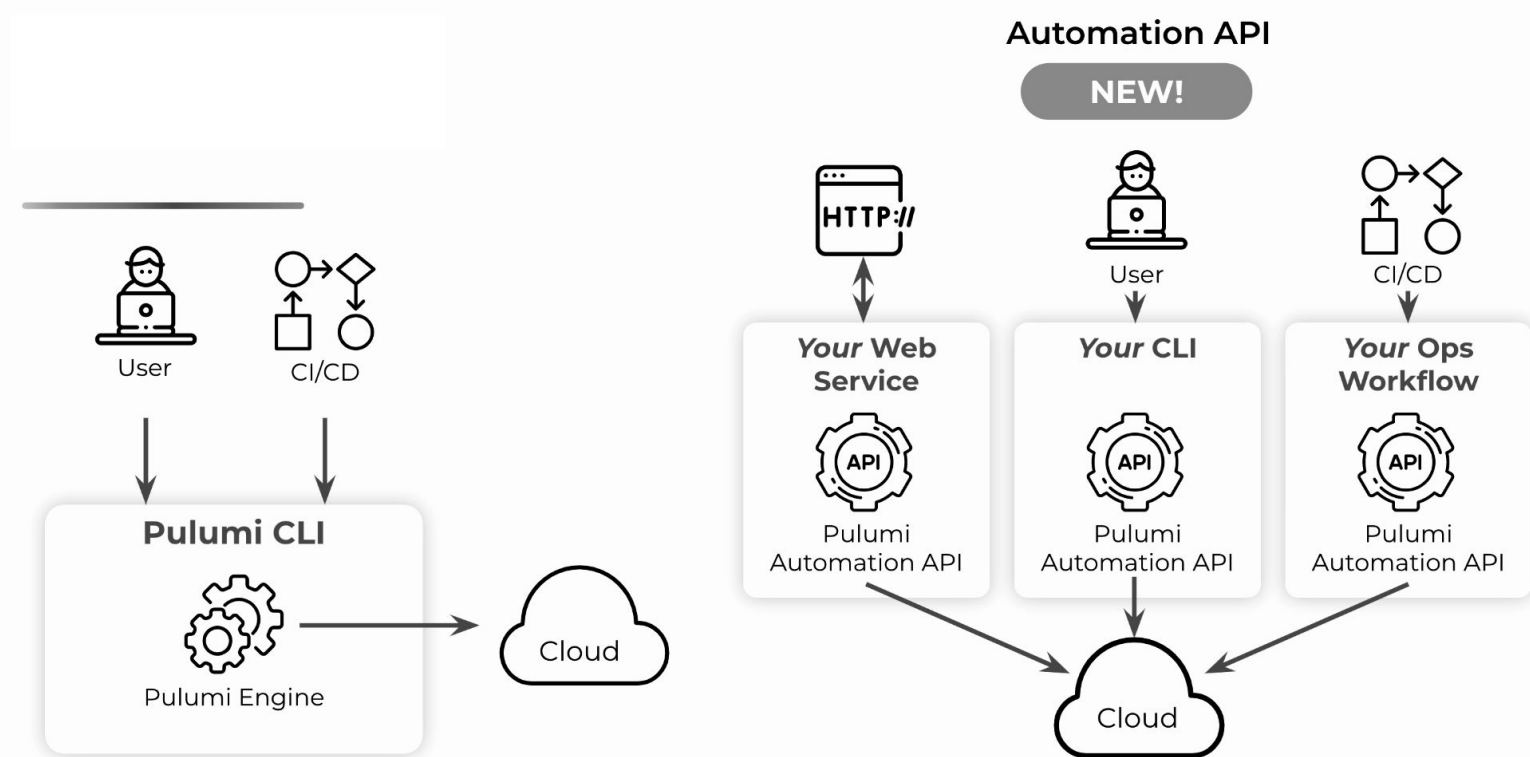 User
CI/CD
Pulumi CLI
Pulumi Engine
Cloud
Automation API
NEW!
HTTP://
User
CI/CD
Your Web
Service
API
Pulumi
Automation API
Your CLI
API
Pulumi
Automation API
Your Ops
Workflow
API
Pulumi
Automation API
Cloud